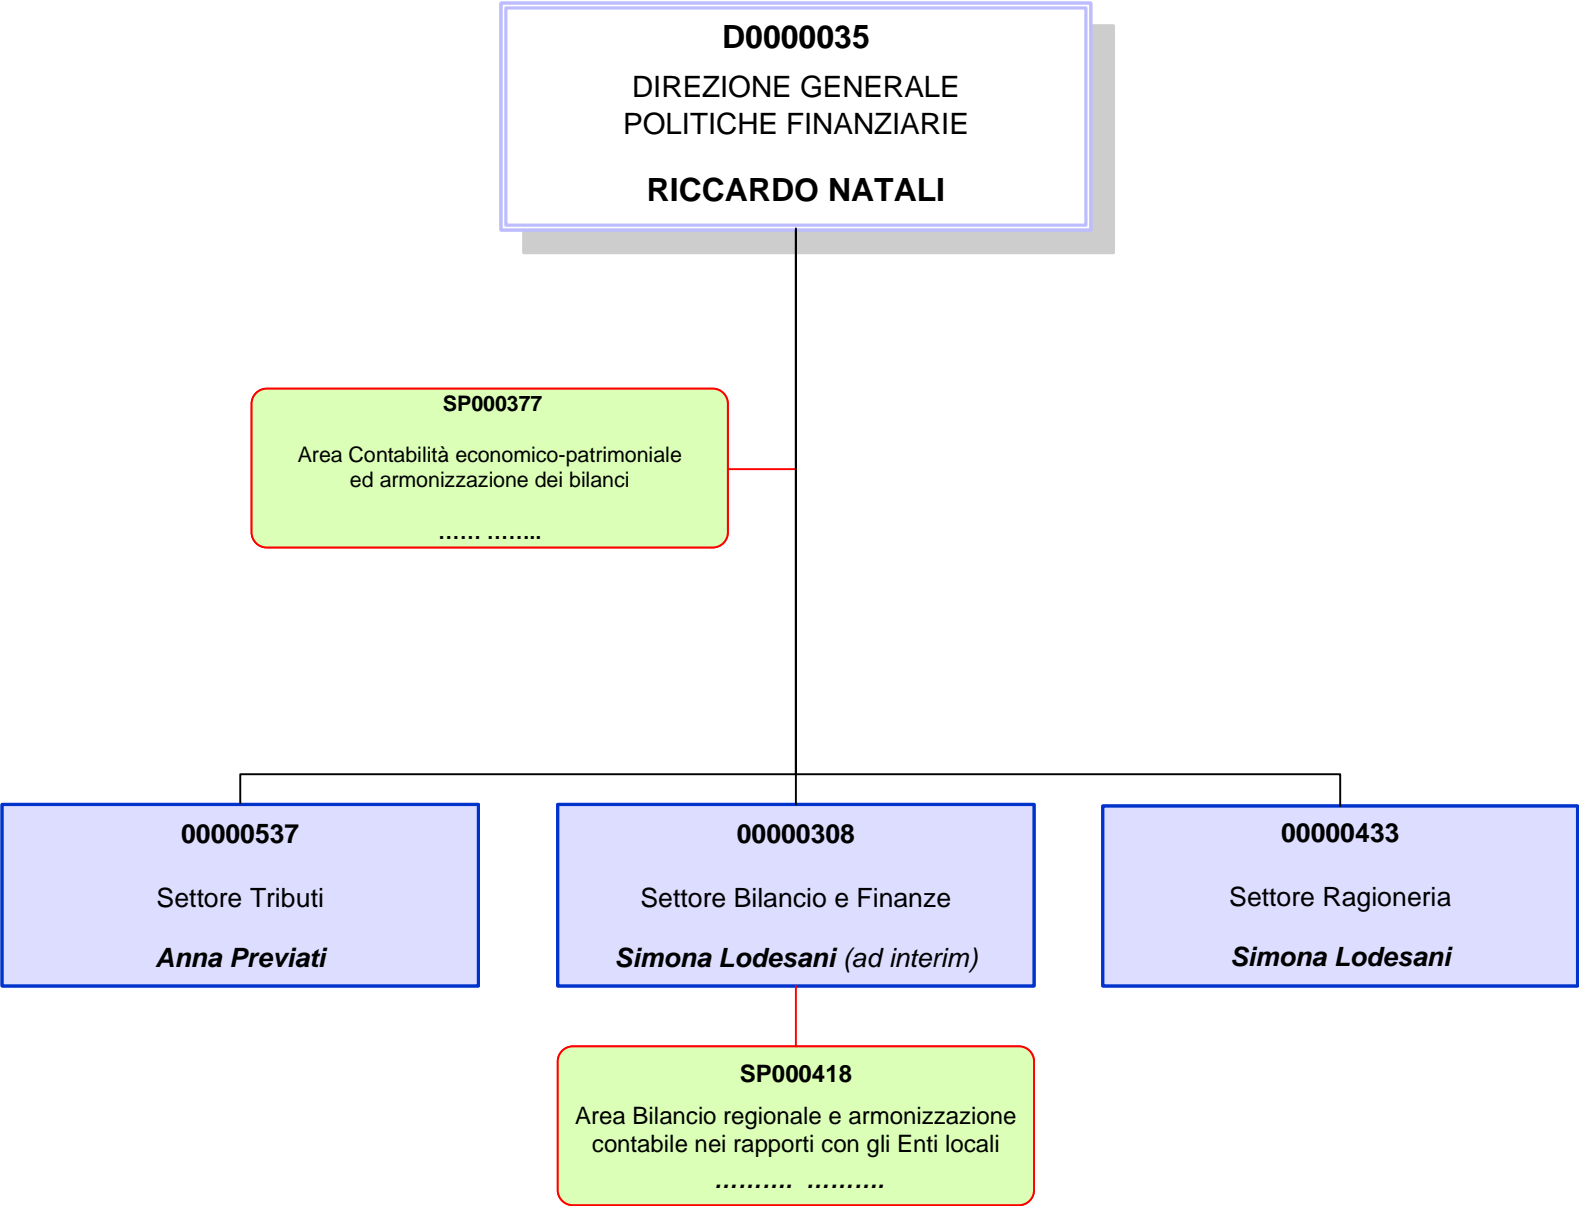 D0000035
DIREZIONE GENERALE
POLITICHE FINANZIARIE
RICCARDO NATALI
SP000377
Area Contabilità economico-patrimoniale
ed armonizzazione dei bilanci
…… ……..
00000537
Settore Tributi
Anna Previati
00000308
Settore Bilancio e Finanze
Simona Lodesani (ad interim)
00000433
Settore Ragioneria
Simona Lodesani
SP000418
Area Bilancio regionale e armonizzazione
contabile nei rapporti con gli Enti locali
………. ……….